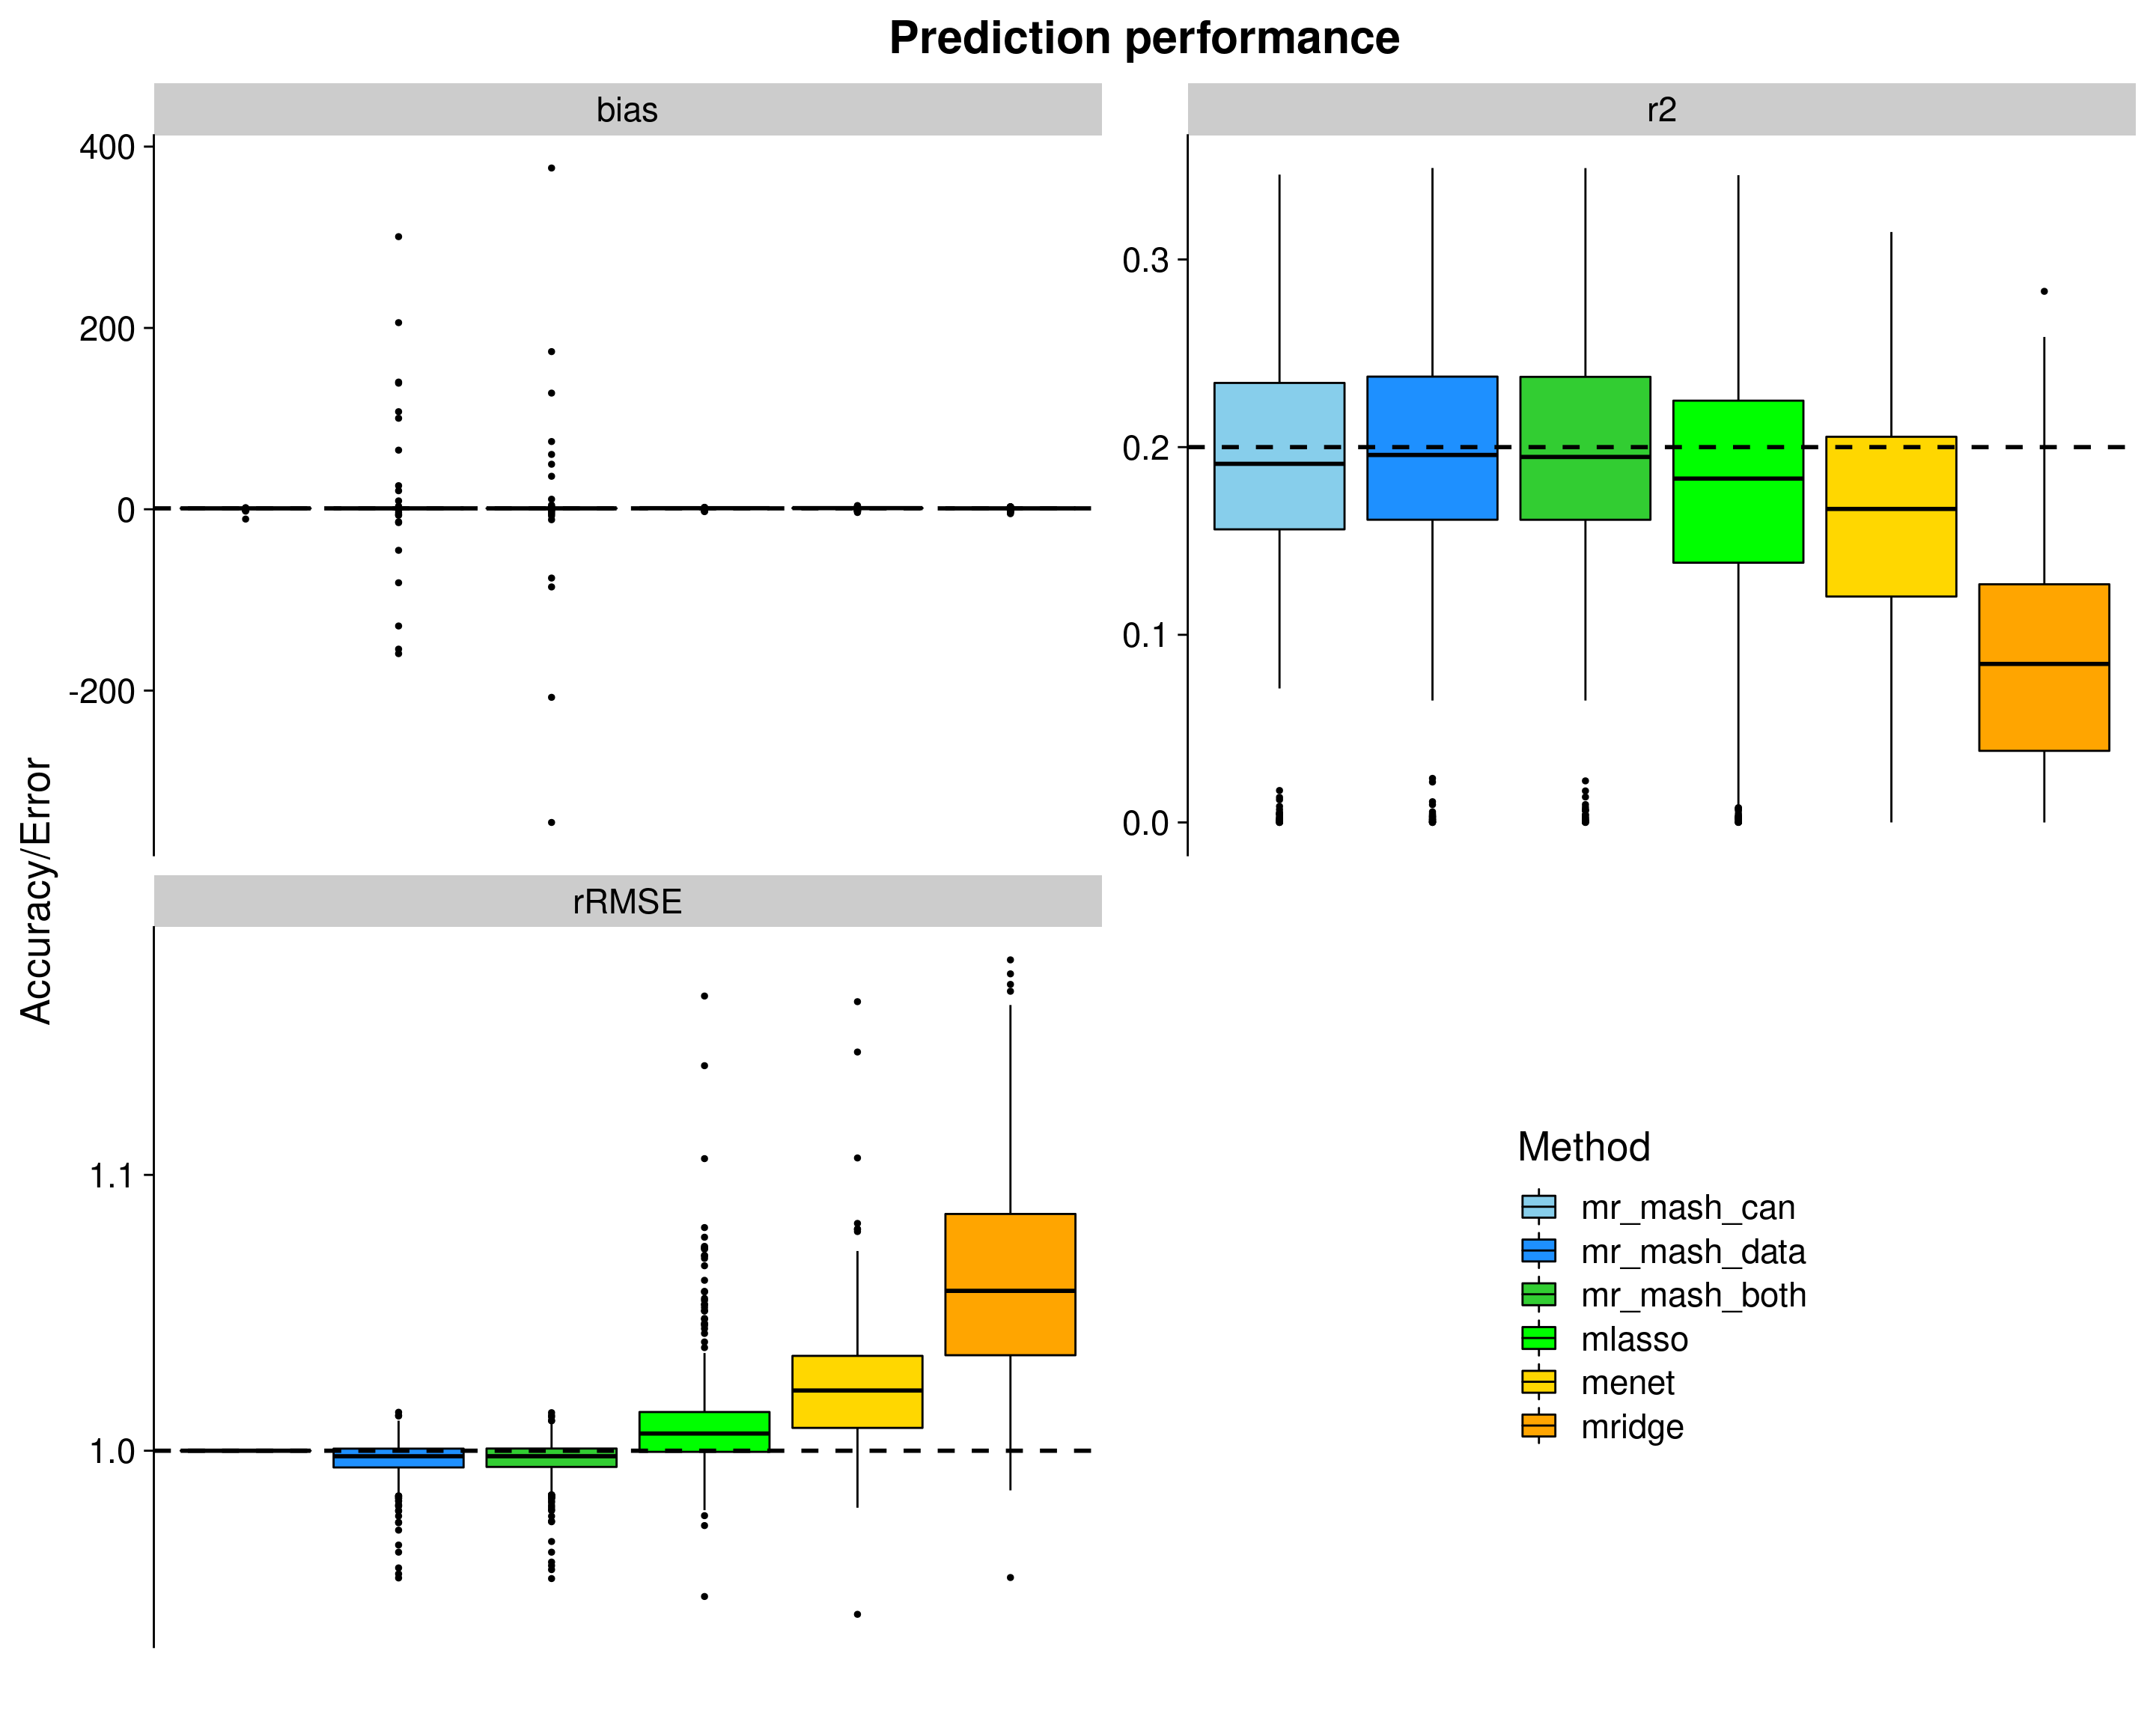 Prediction performance
bias
r2
400
200
0
-200
0.3
0.2
0.1
0.0
Accuracy/Error
rRMSE
1.1
1.0
Method
mr_mash_can
mr_mash_data
mr_mash_both
mlasso
menet
mridge